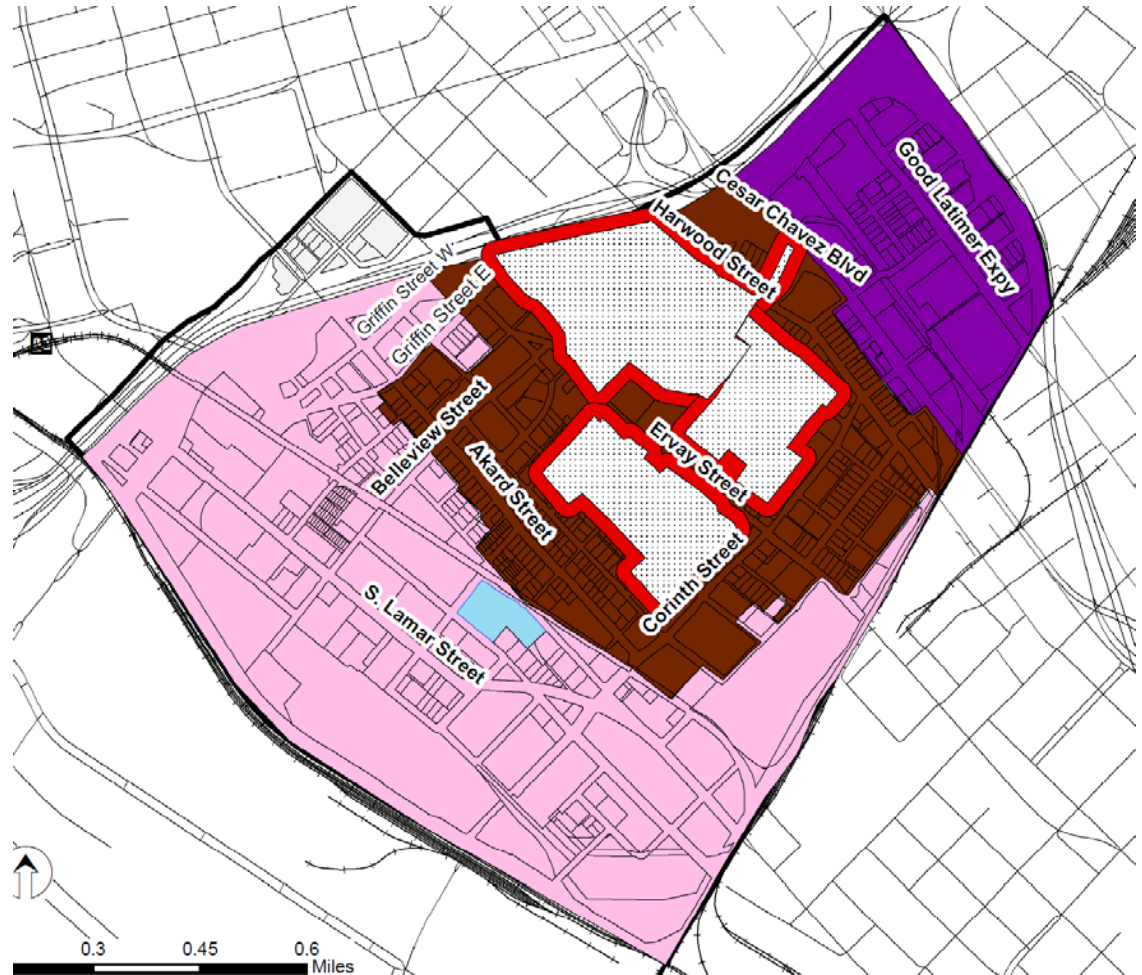 Good Latimer Expy
Cesar Chavez Blvd
Harwood Street
Griffin Street W
Griffin Street E
Belleview Street
Akard Street
Ervay Street
Corinth Street
S. Lamar Street
0.3 0.45 0.6
Miles